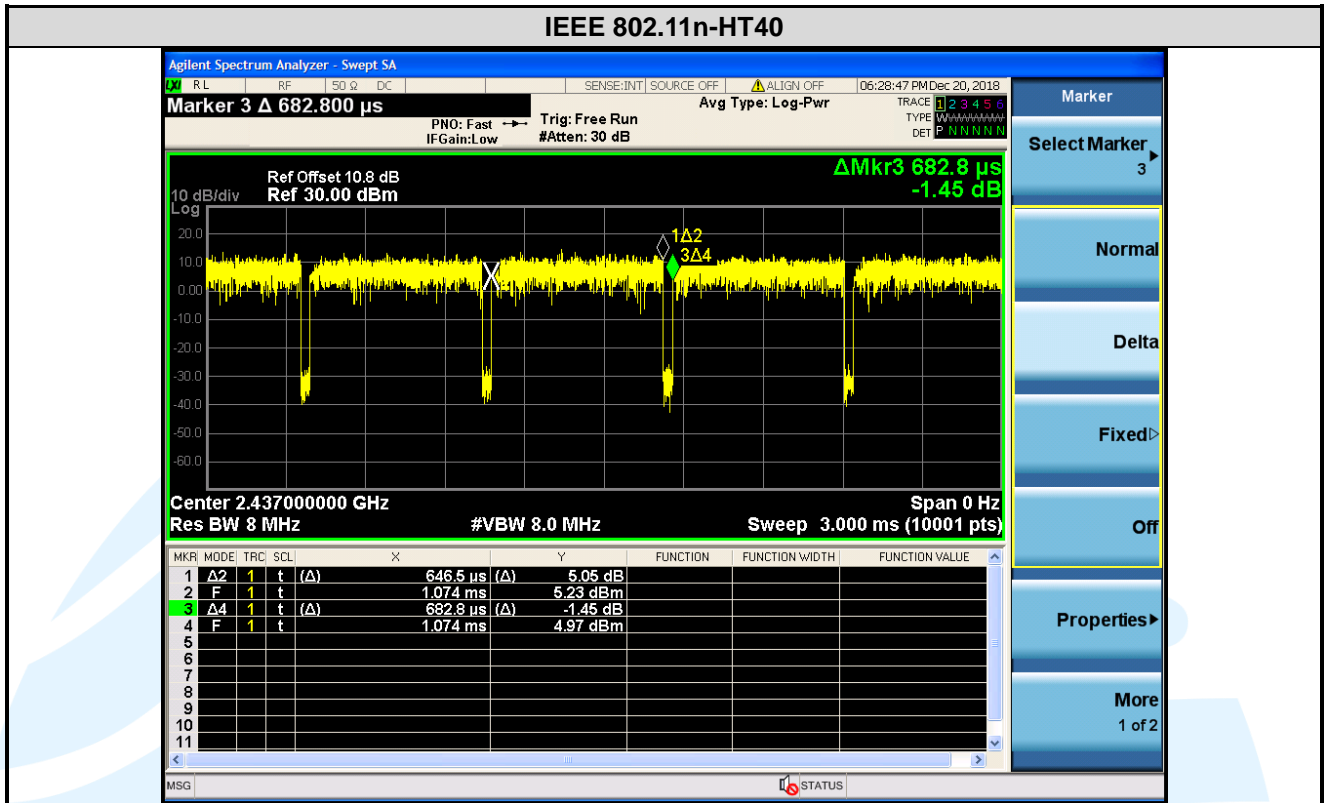 IEEE 802.11n-HT40
Agilent Spectrum Analyzer - Swept SA
LXI RL RF 50 Ω DC SENSE:INT SOURCE OFF ALIGN OFF 06:28:47 PM Dec 20, 2018
Marker 3 Δ 682.800 µs
PNO: Fast
IFGain:Low
Trig: Free Run
#Atten: 30 dB
Avg Type: Log-Pwr
TRACE 1 2 3 4 5 6
TYPE WWWWWW
DET P N N N N N
ΔMkr3 682.8 µs
-1.45 dB
Ref Offset 10.8 dB
10 dB/div Ref 30.00 dBm
Log
20.0
10.0
0.00
-10.0
-20.0
-30.0
-40.0
-50.0
-60.0
1Δ2
3Δ4
X
Center 2.437000000 GHz Span 0 Hz
Res BW 8 MHz #VBW 8.0 MHz Sweep 3.000 ms (10001 pts)
MKR MODE TRC SCL X Y FUNCTION FUNCTION WIDTH FUNCTION VALUE
1 Δ2 1 t (Δ) 646.5 µs (Δ) 5.05 dB
2 F 1 t 1.074 ms 5.23 dBm
3 Δ4 1 t (Δ) 682.8 µs (Δ) -1.45 dB
4 F 1 t 1.074 ms 4.97 dBm
5
6
7
8
9
10
11
MSG STATUS
Marker
Select Marker
3
Normal
Delta
Fixed
Off
Properties
More
1 of 2